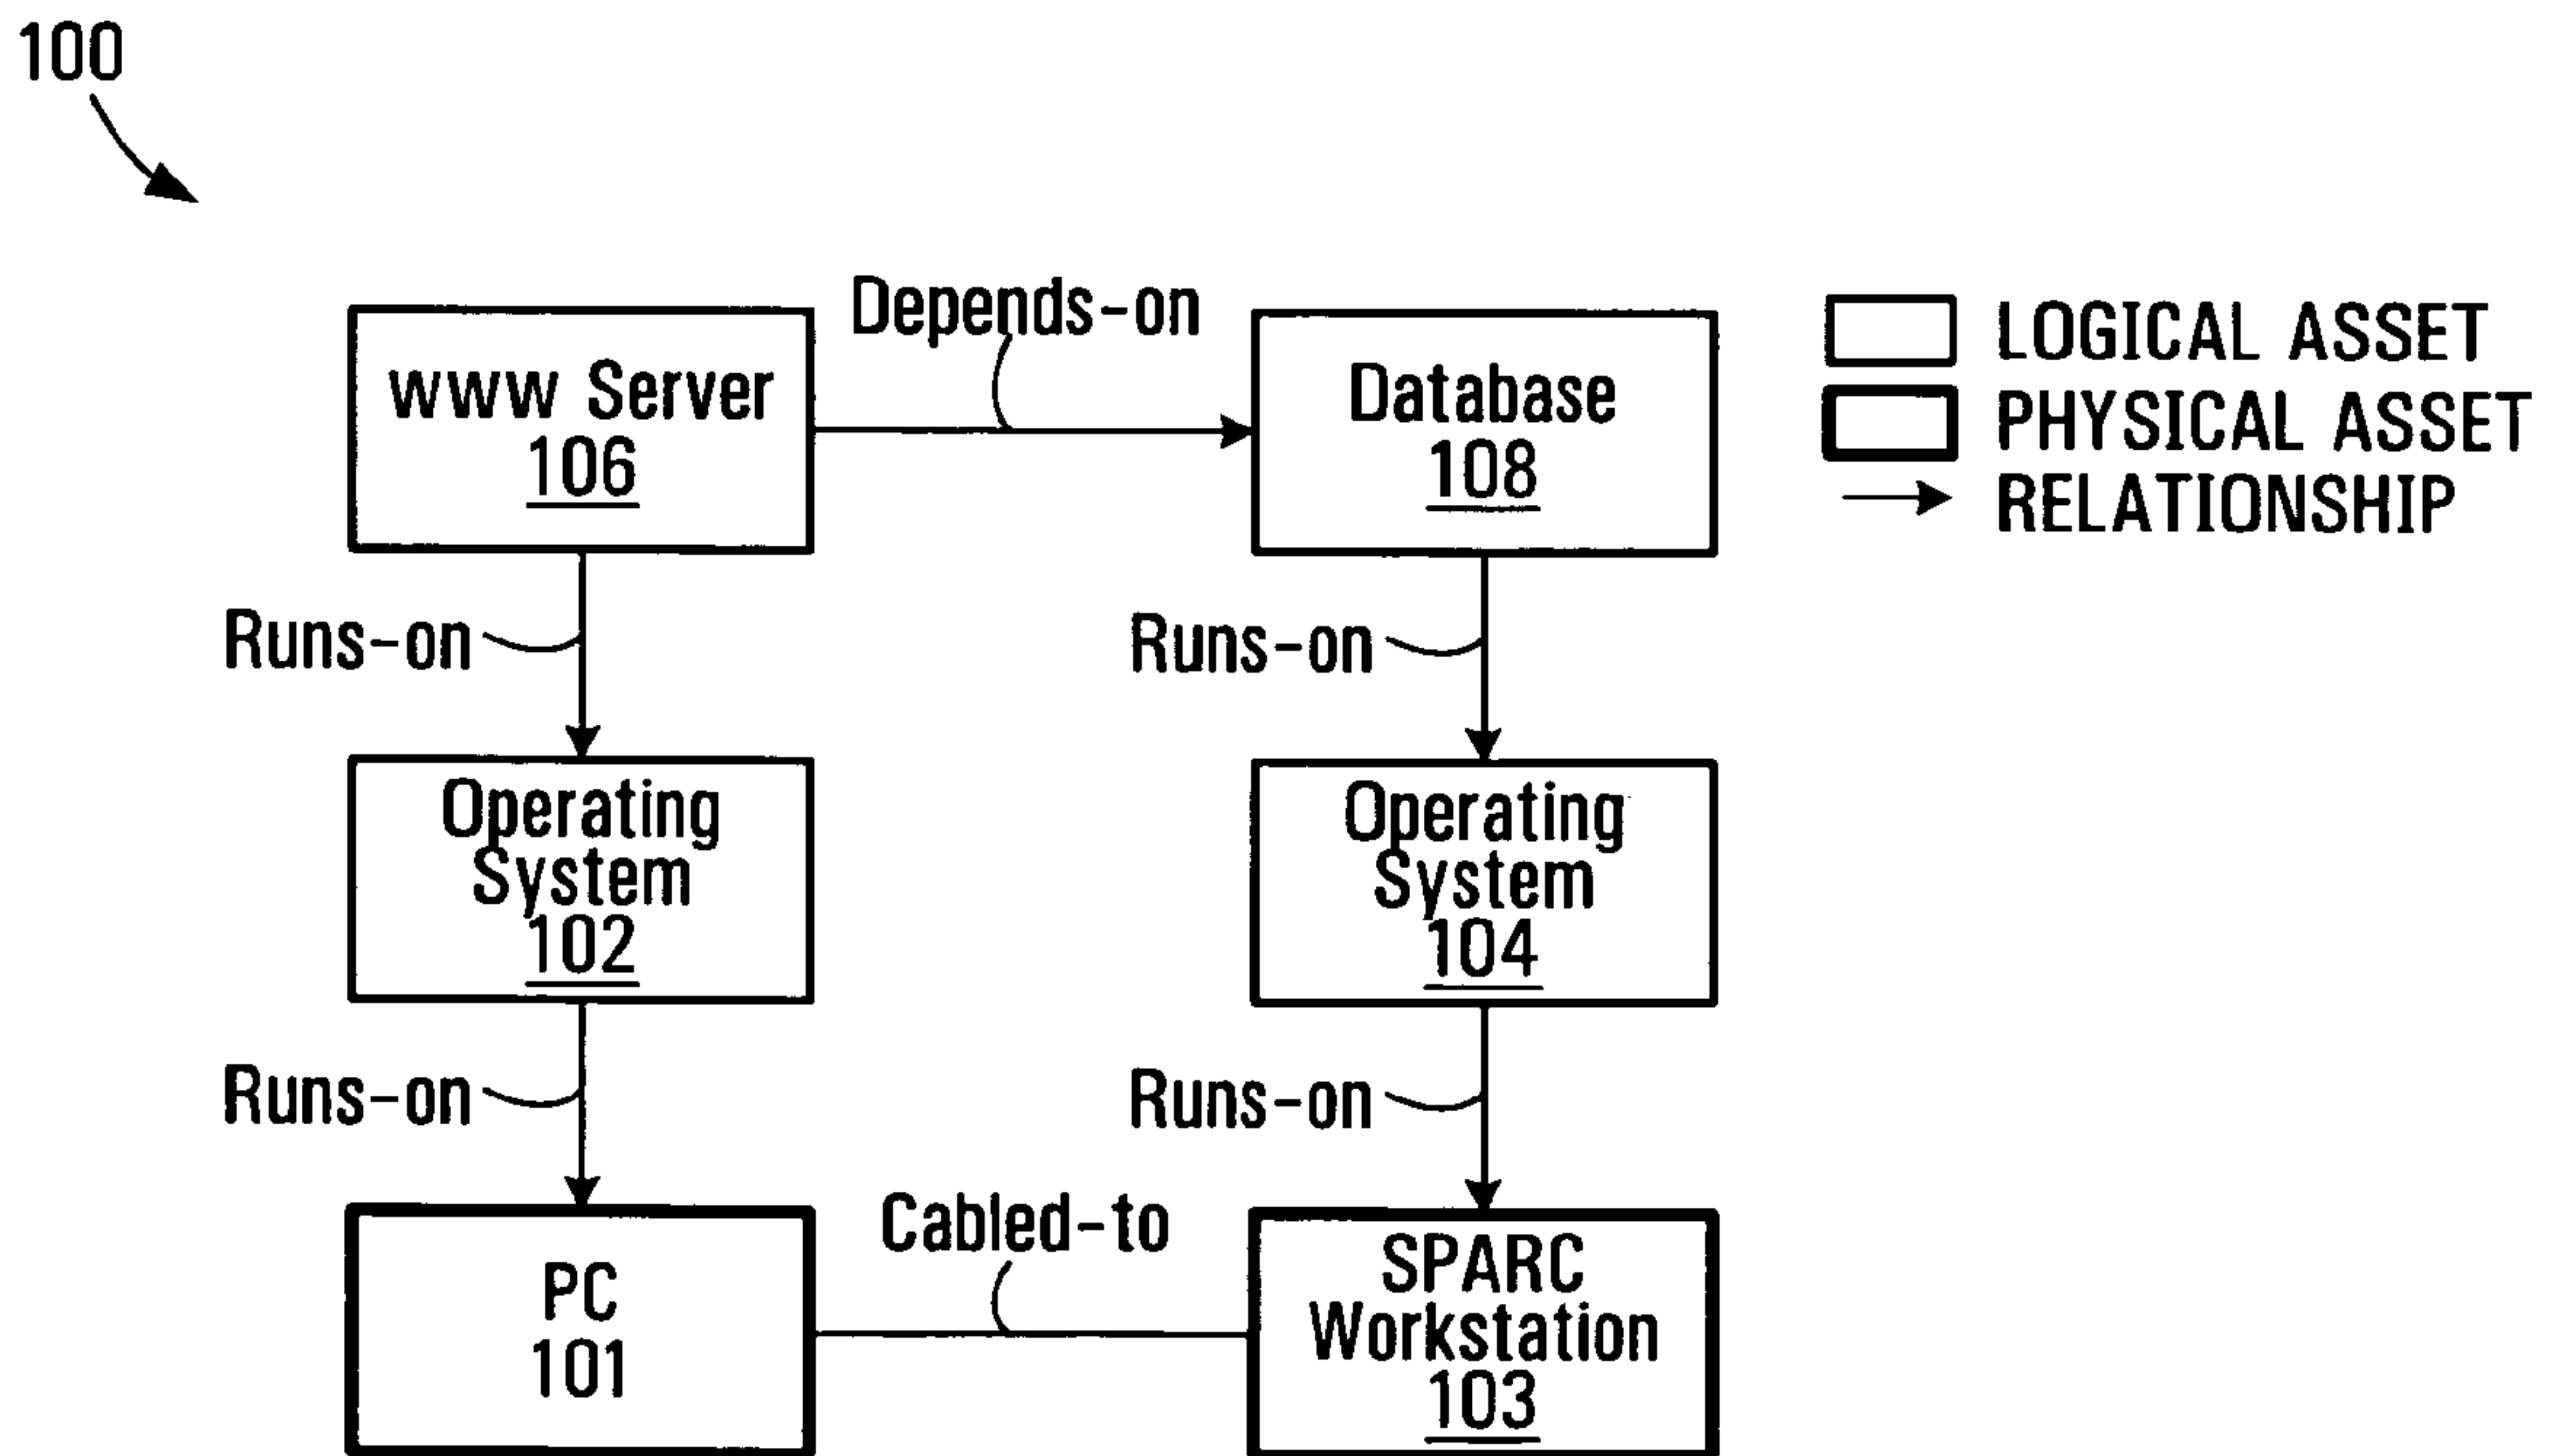 100
Depends-on
www Server
106
Database
108
LOGICAL ASSET
PHYSICAL ASSET
RELATIONSHIP
Runs-on
Runs-on
Operating
System
102
Operating
System
104
Runs-on
Runs-on
Cabled-to
PC
101
SPARC
Workstation
103